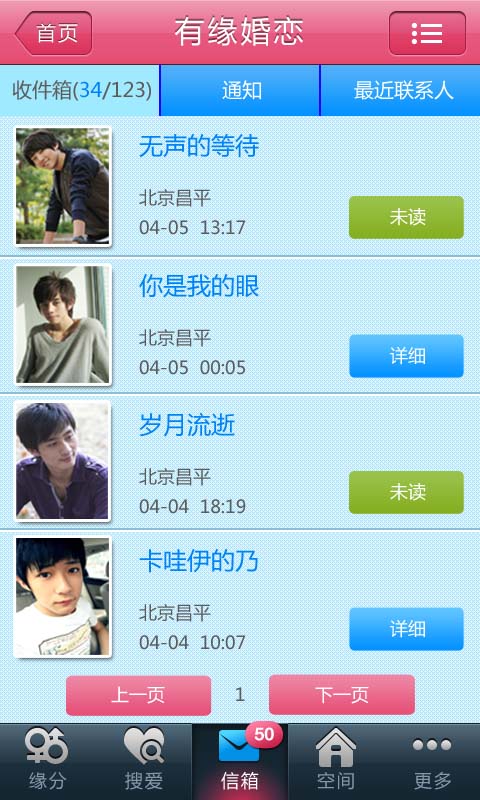 首页
有缘婚恋
收件箱(34/123)
通知
最近联系人
无声的等待
北京昌平
04-05 13:17
未读
你是我的眼
北京昌平
04-05 00:05
详细
岁月流逝
北京昌平
04-04 18:19
未读
卡哇伊的乃
北京昌平
04-04 10:07
详细
上一页
1
下一页
50
缘分
搜爱
信箱
空间
更多